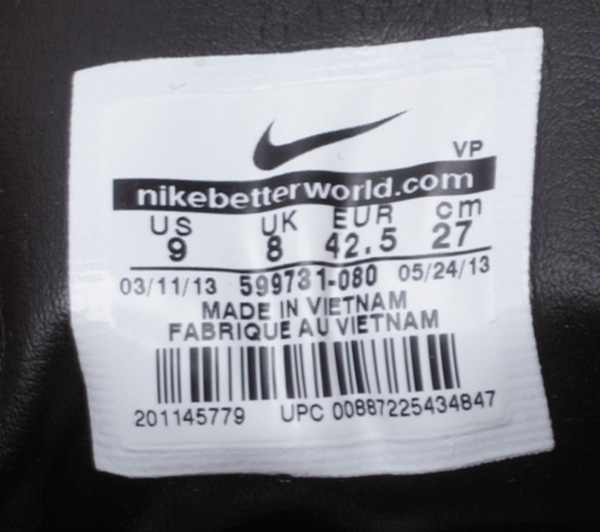 VP
nikebetterworld.com
US UK EUR cm
9 8 42.5 27
03/11/13 599781-080 05/24/13
MADE IN VIETNAM
FABRIQUE AU VIETNAM
201145779 UPC 00887225434847